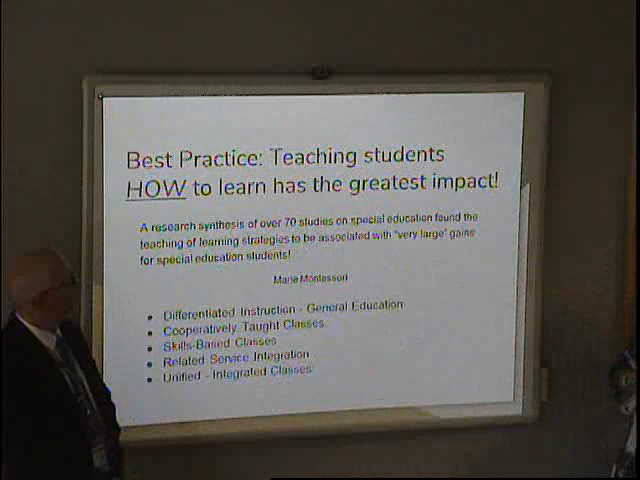 Best Practice: Teaching students
HOW to learn has the greatest impact!
A research synthesis of over 70 studies on special education found the
teaching of learning strategies to be associated with "very large" gains
for special education students!
Maria Montessori
• Differentiated Instruction - General Education
• Cooperatively Taught Classes
• Skills-Based Classes
• Related Service Integration
• Unified - Integrated Classes